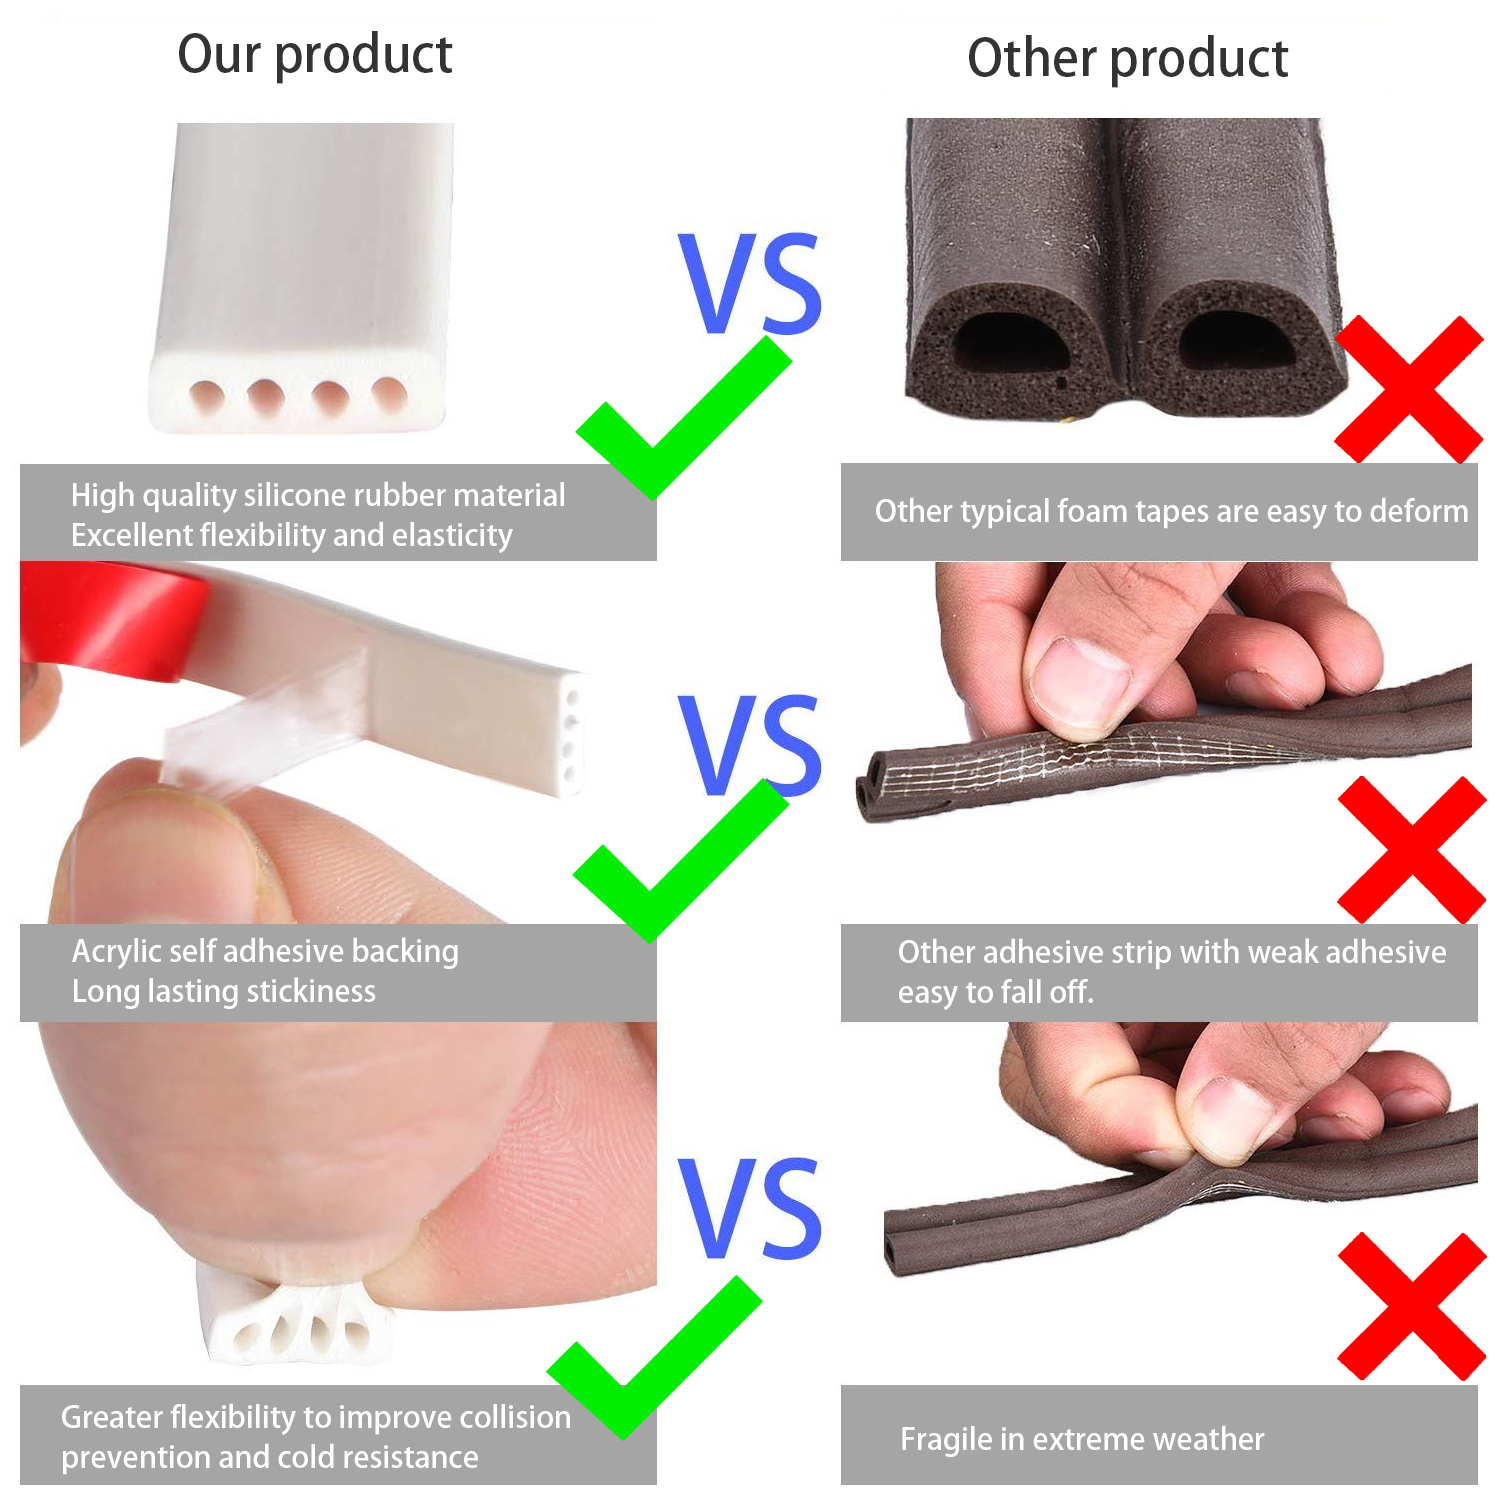 Our product
Other product
VS
High quality silicone rubber material
Excellent flexibility and elasticity
Other typical foam tapes are easy to deform
VS
Acrylic self adhesive backing
Long lasting stickiness
Other adhesive strip with weak adhesive
easy to fall off.
VS
Greater flexibility to improve collision
prevention and cold resistance
Fragile in extreme weather